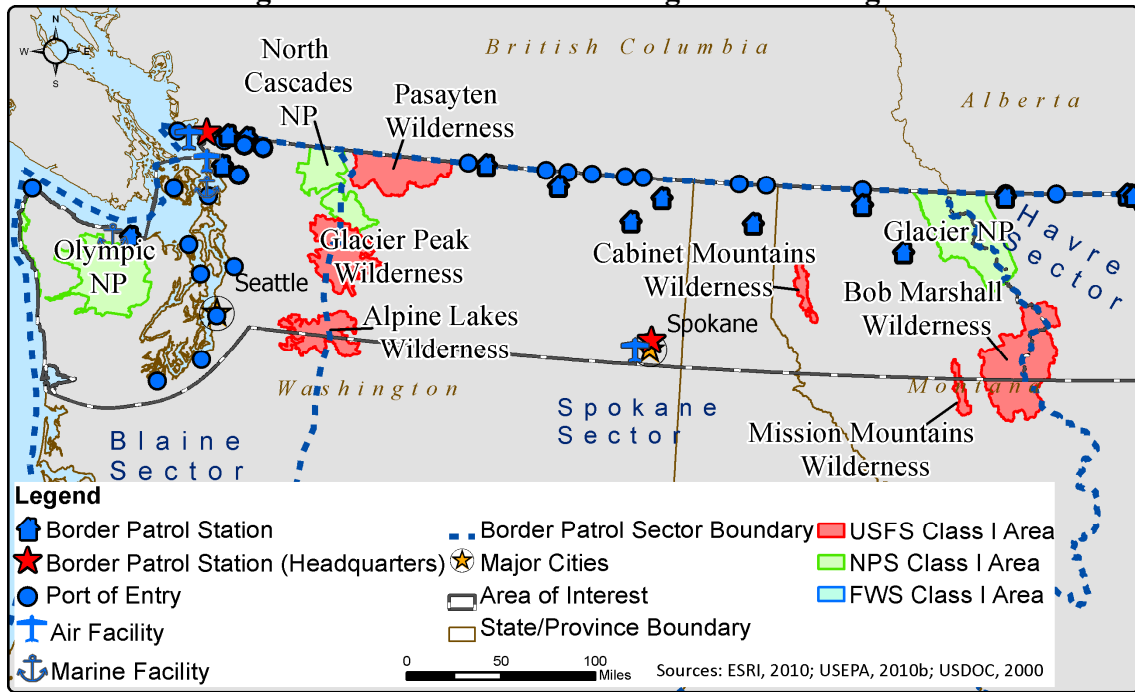 N
W E
S
British Columbia
North
Cascades
NP
Pasayten
Wilderness
Alberta
Olympic
NP
Seattle
Glacier Peak
Wilderness
Alpine Lakes
Wilderness
Cabinet Mountains
Wilderness
Glacier NP
Havre
Sector
Bob Marshall
Wilderness
Spokane
Washington
Montana
Blaine
Sector
Spokane
Sector
Mission Mountains
Wilderness
Legend
Border Patrol Station
Border Patrol Station (Headquarters)
Port of Entry
Air Facility
Marine Facility
Border Patrol Sector Boundary
Major Cities
Area of Interest
State/Province Boundary
USFS Class I Area
NPS Class I Area
FWS Class I Area
0 50 100
Miles
Sources: ESRI, 2010; USEPA, 2010b; USDOC, 2000